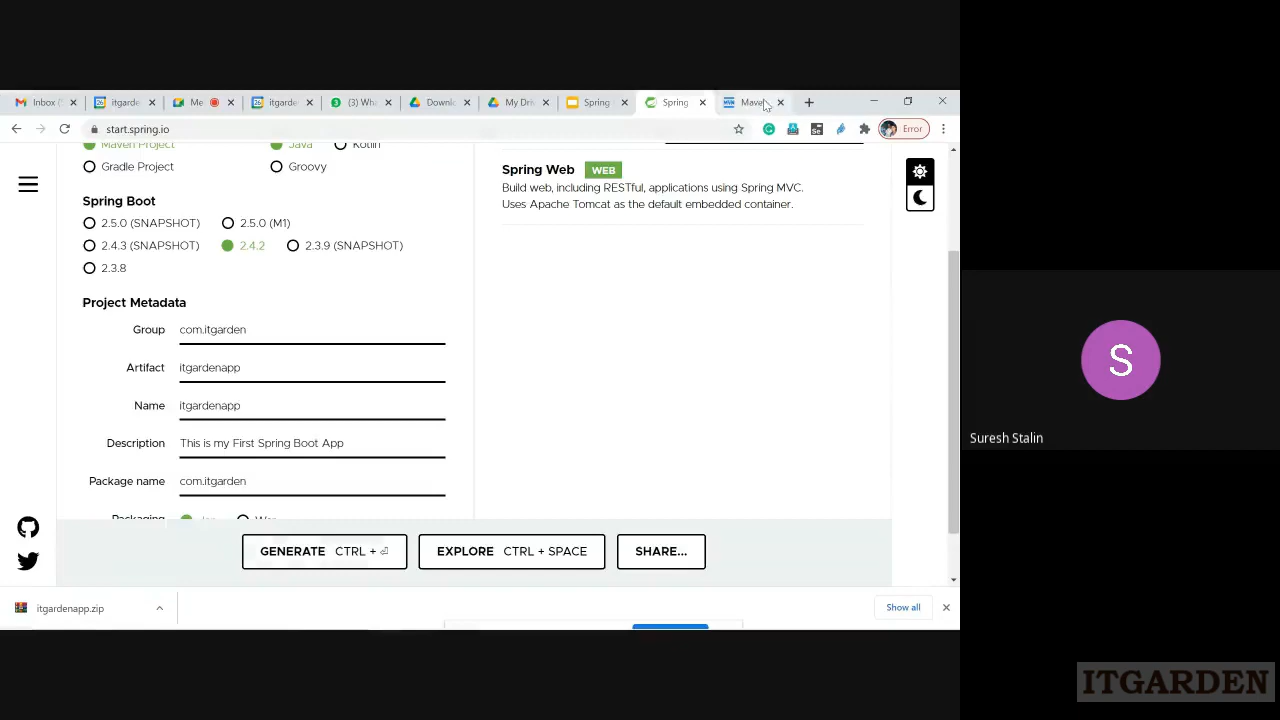 Inbox (
itgarde
Me
itgarde
(3) Wha
Downlo
My Driv
Spring
Spring
Mave
start.spring.io
Error
Maven Project
Java
Kotlin
Gradle Project
Groovy
Spring Boot
2.5.0 (SNAPSHOT)
2.5.0 (M1)
2.4.3 (SNAPSHOT)
2.4.2
2.3.9 (SNAPSHOT)
2.3.8
Project Metadata
Group com.itgarden
Artifact itgardenapp
Name itgardenapp
Description This is my First Spring Boot App
Package name com.itgarden
Packaging
Spring Web WEB
Build web, including RESTful, applications using Spring MVC.
Uses Apache Tomcat as the default embedded container.
GENERATE CTRL + ⏎
EXPLORE CTRL + SPACE
SHARE...
itgardenapp.zip
Show all
S
Suresh Stalin
ITGARDEN